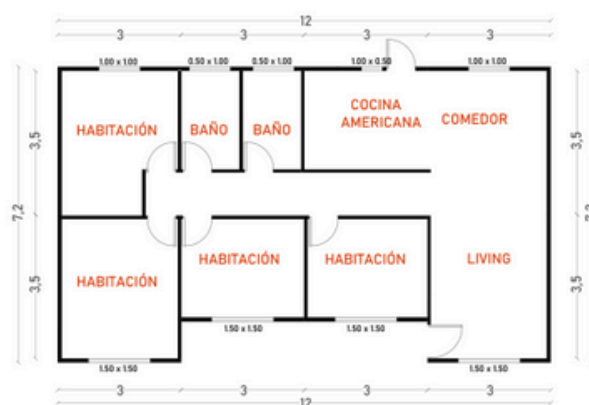 12
3 3 3 3
1.00 x 1.00 0.50 x 1.00 0.50 x 1.00 1.00 x 0.50 1.00 x 1.00
COCINA
AMERICANA COMEDOR
HABITACIÓN BAÑO BAÑO
3,5 3,5
7,2 7,2
HABITACIÓN HABITACIÓN HABITACIÓN LIVING
3,5 3,5
1.50 x 1.50 1.50 x 1.50
1.50 x 1.50 1.50 x 1.50
3 3 3 3
12